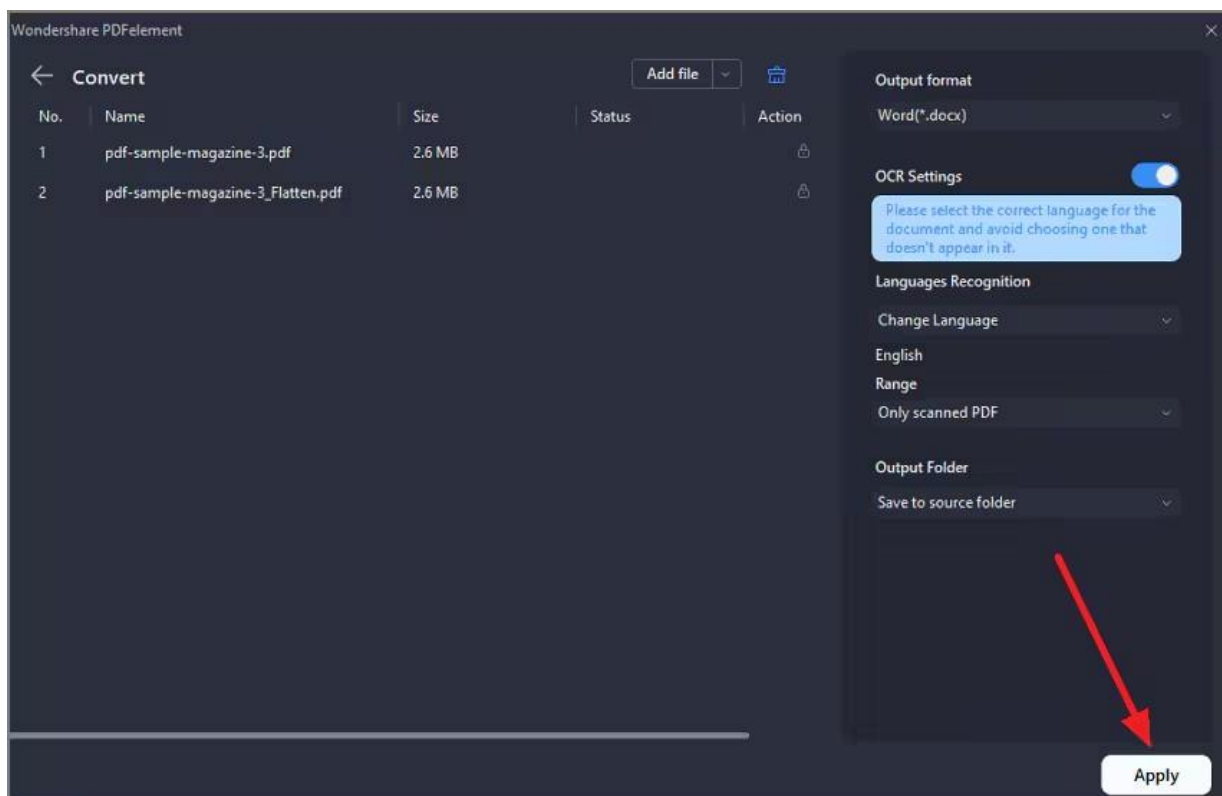 Wondershare PDFelement
Convert
Add file
No. Name Size Status Action
1 pdf-sample-magazine-3.pdf 2.6 MB
2 pdf-sample-magazine-3_Flatten.pdf 2.6 MB
Output format
Word(*.docx)
OCR Settings
Please select the correct language for the
document and avoid choosing one that
doesn't appear in it.
Languages Recognition
Change Language
English
Range
Only scanned PDF
Output Folder
Save to source folder
Apply